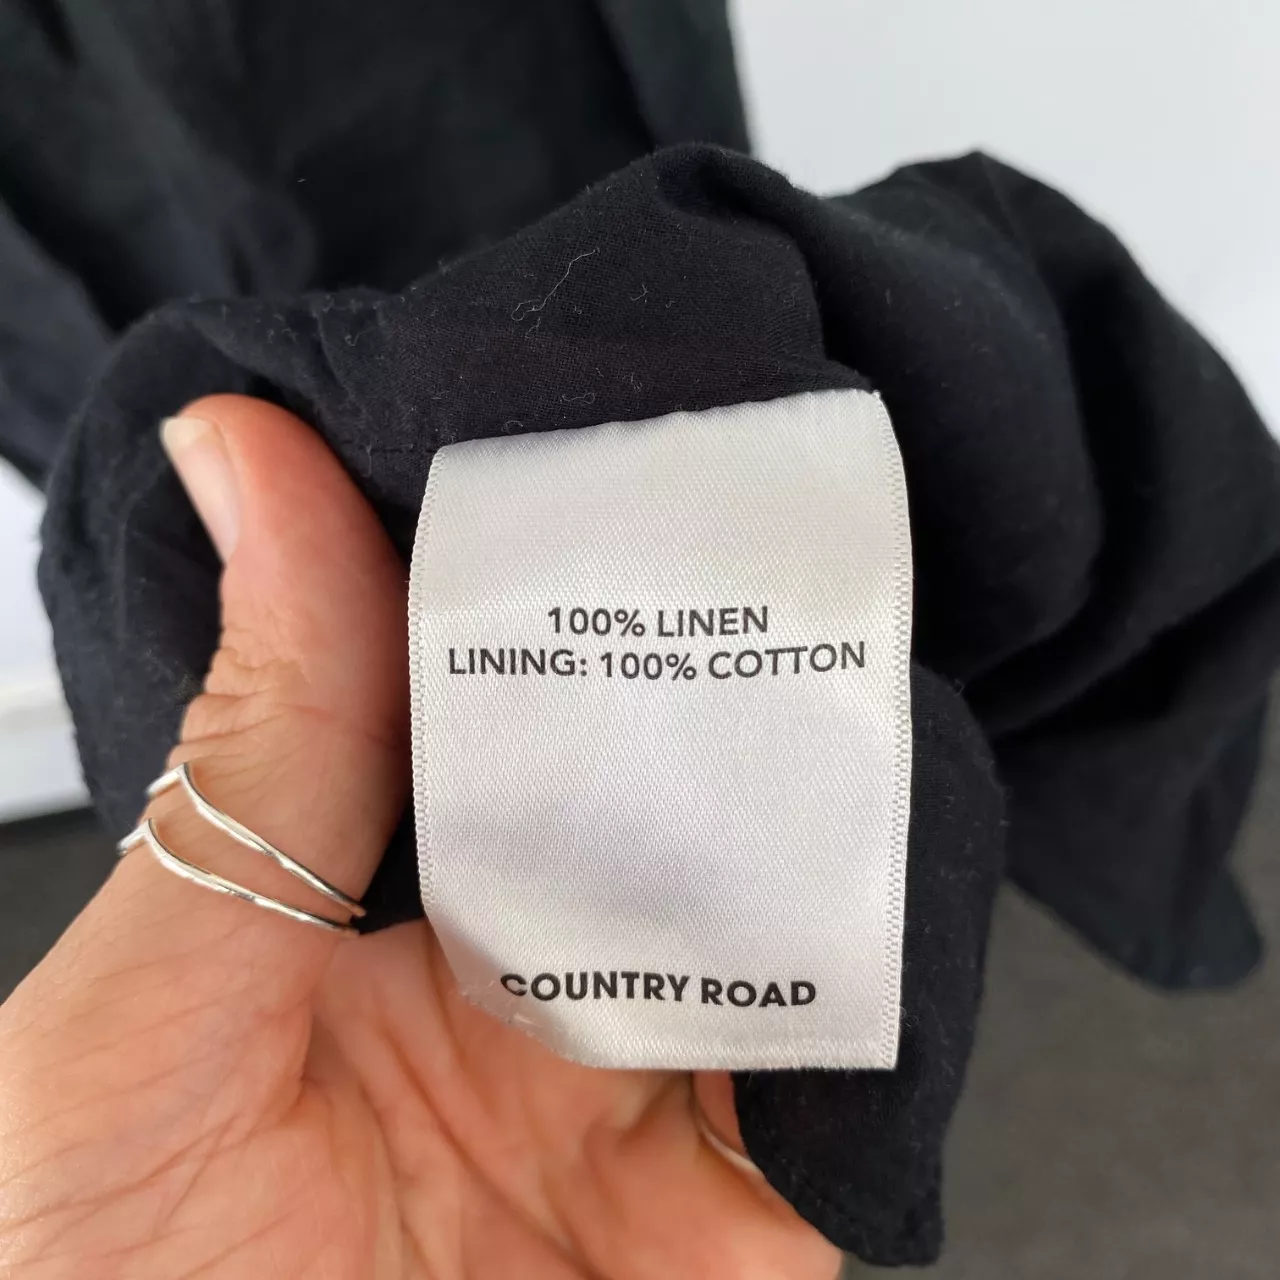 100% LINEN
LINING: 100% COTTON
COUNTRY ROAD